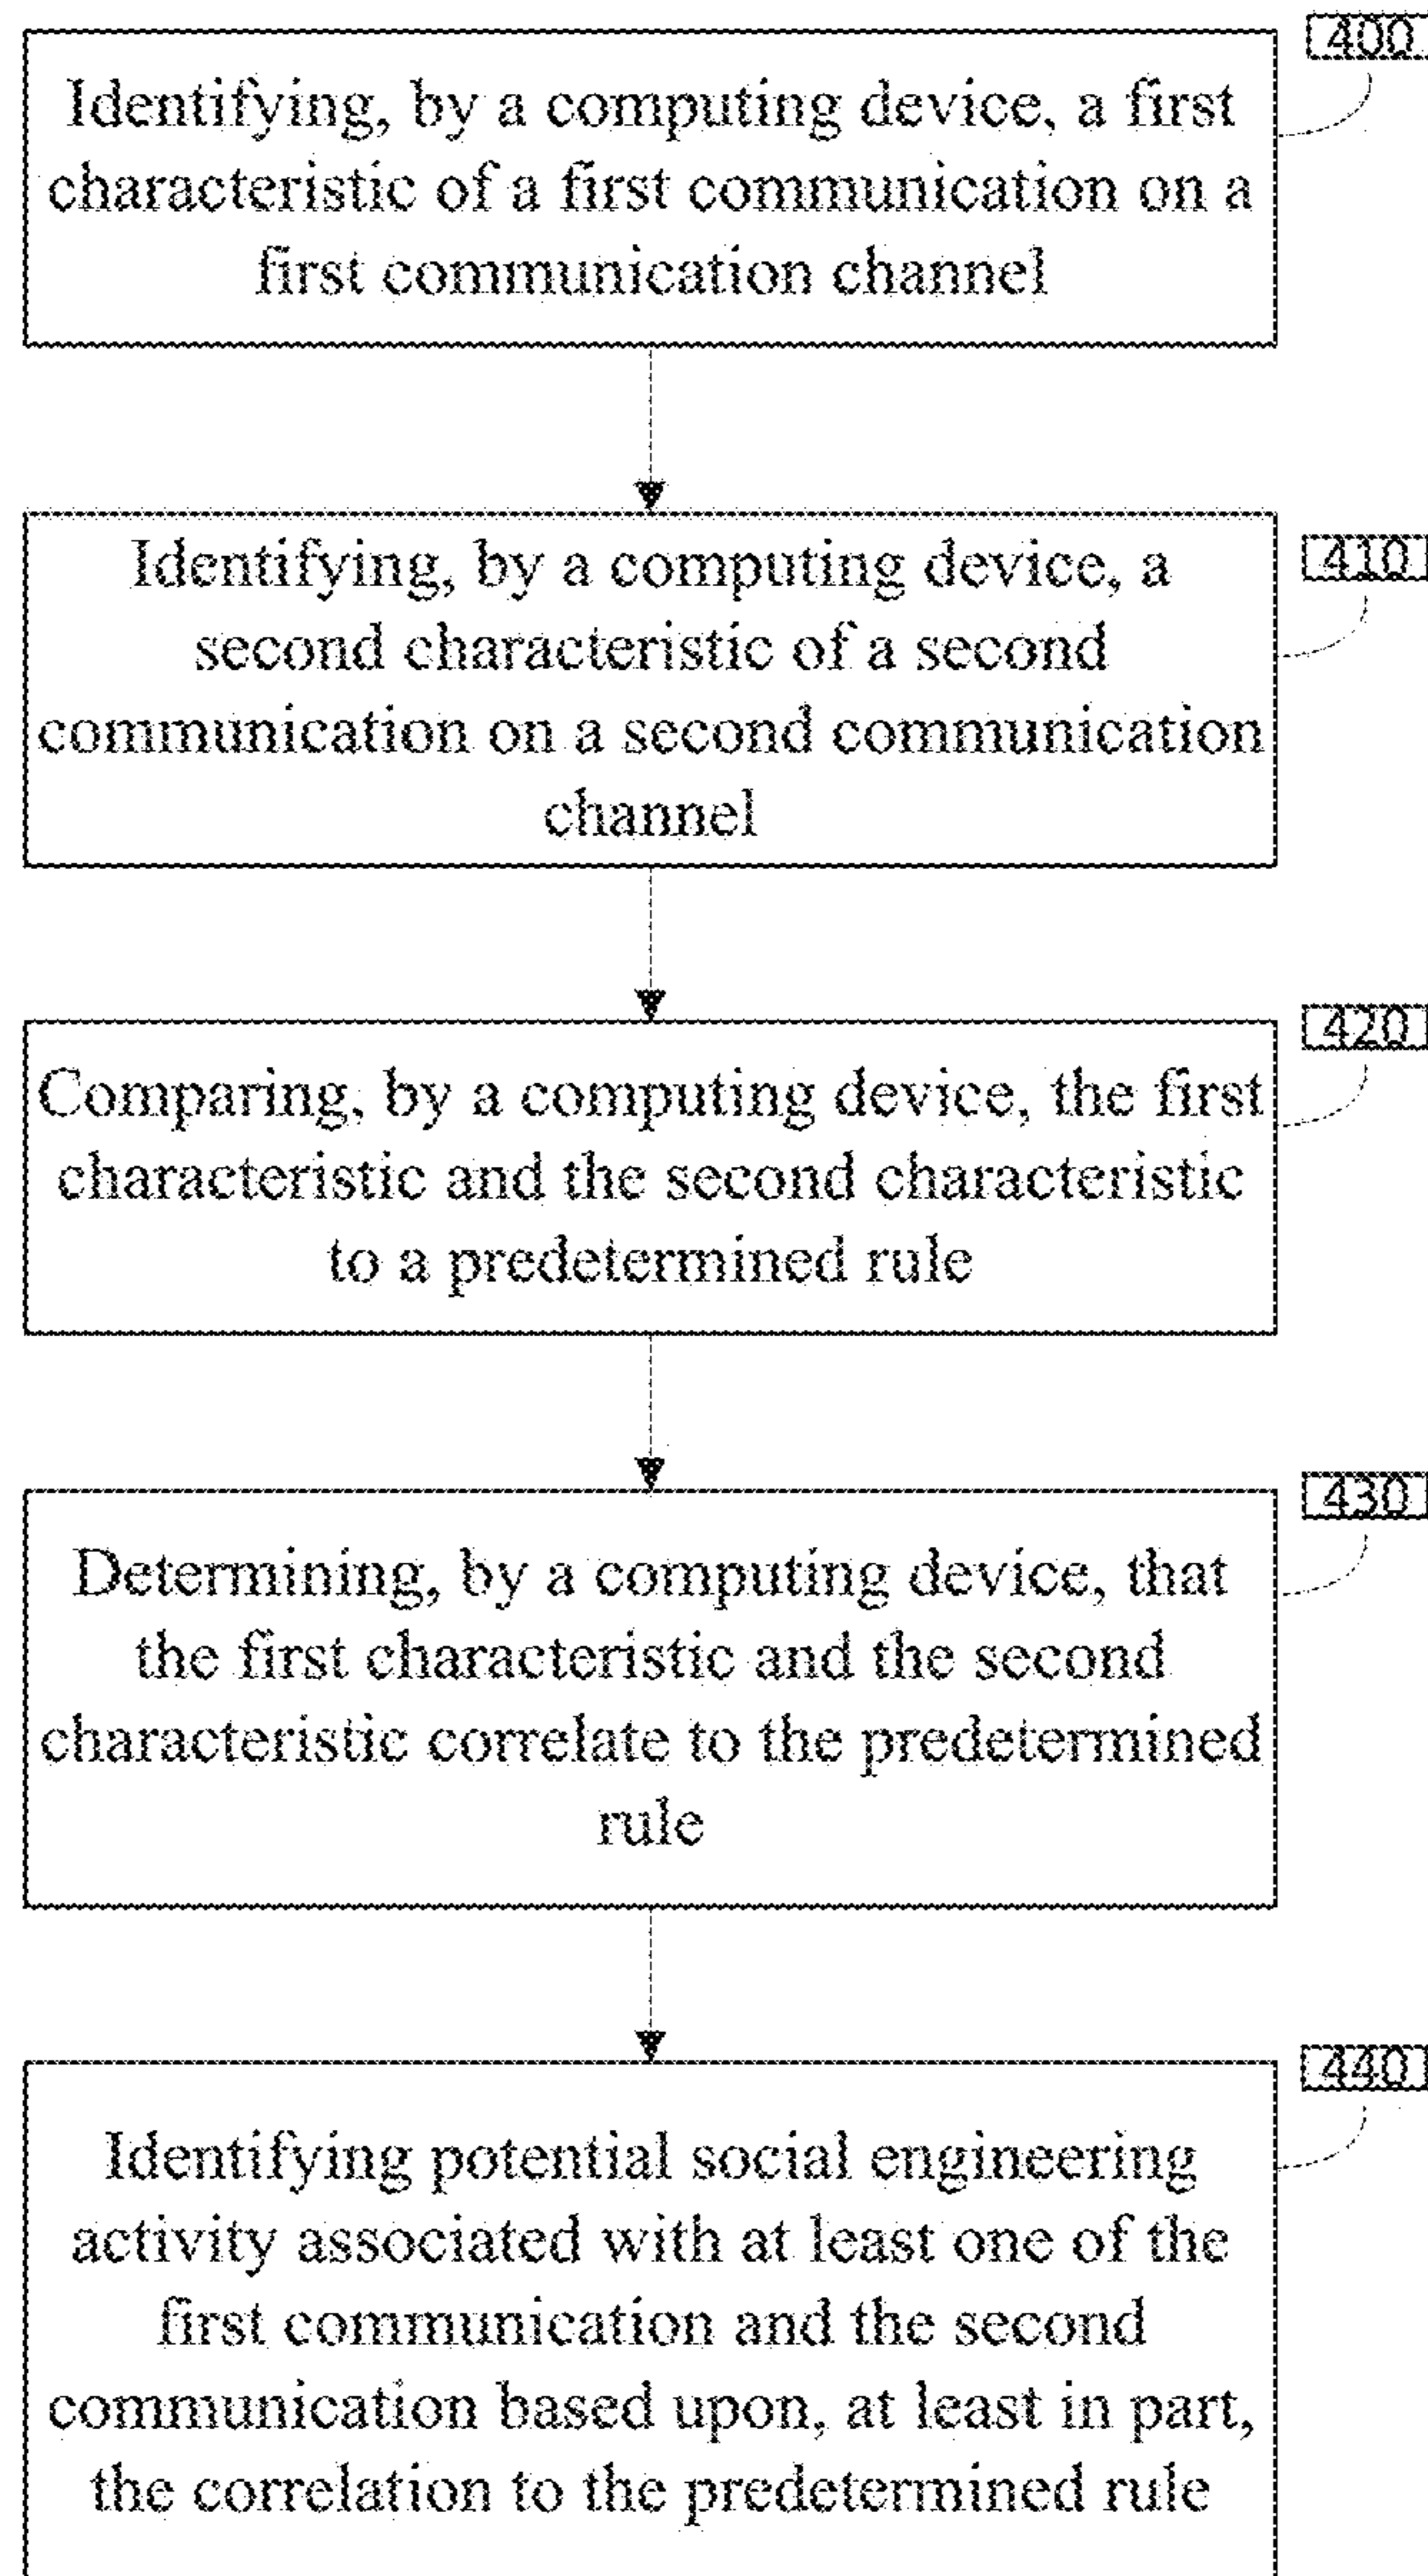 400
Identifying, by a computing device, a first
characteristic of a first communication on a
first communication channel
410
Identifying, by a computing device, a
second characteristic of a second
communication on a second communication
channel
420
Comparing, by a computing device, the first
characteristic and the second characteristic
to a predetermined rule
430
Determining, by a computing device, that
the first characteristic and the second
characteristic correlate to the predetermined
rule
440
Identifying potential social engineering
activity associated with at least one of the
first communication and the second
communication based upon, at least in part,
the correlation to the predetermined rule